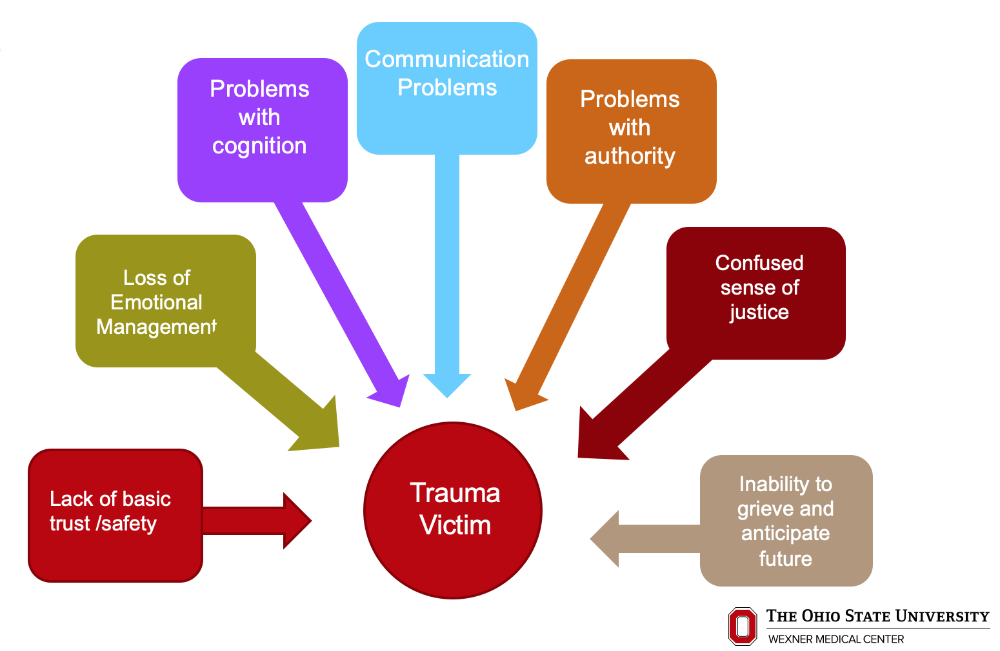 Communication
Problems
Problems
with
cognition
Problems
with
authority
Loss of
Emotional
Management
Confused
sense of
justice
Lack of basic
trust /safety
Trauma
Victim
Inability to
grieve and
anticipate
future
THE OHIO STATE UNIVERSITY
WEXNER MEDICAL CENTER